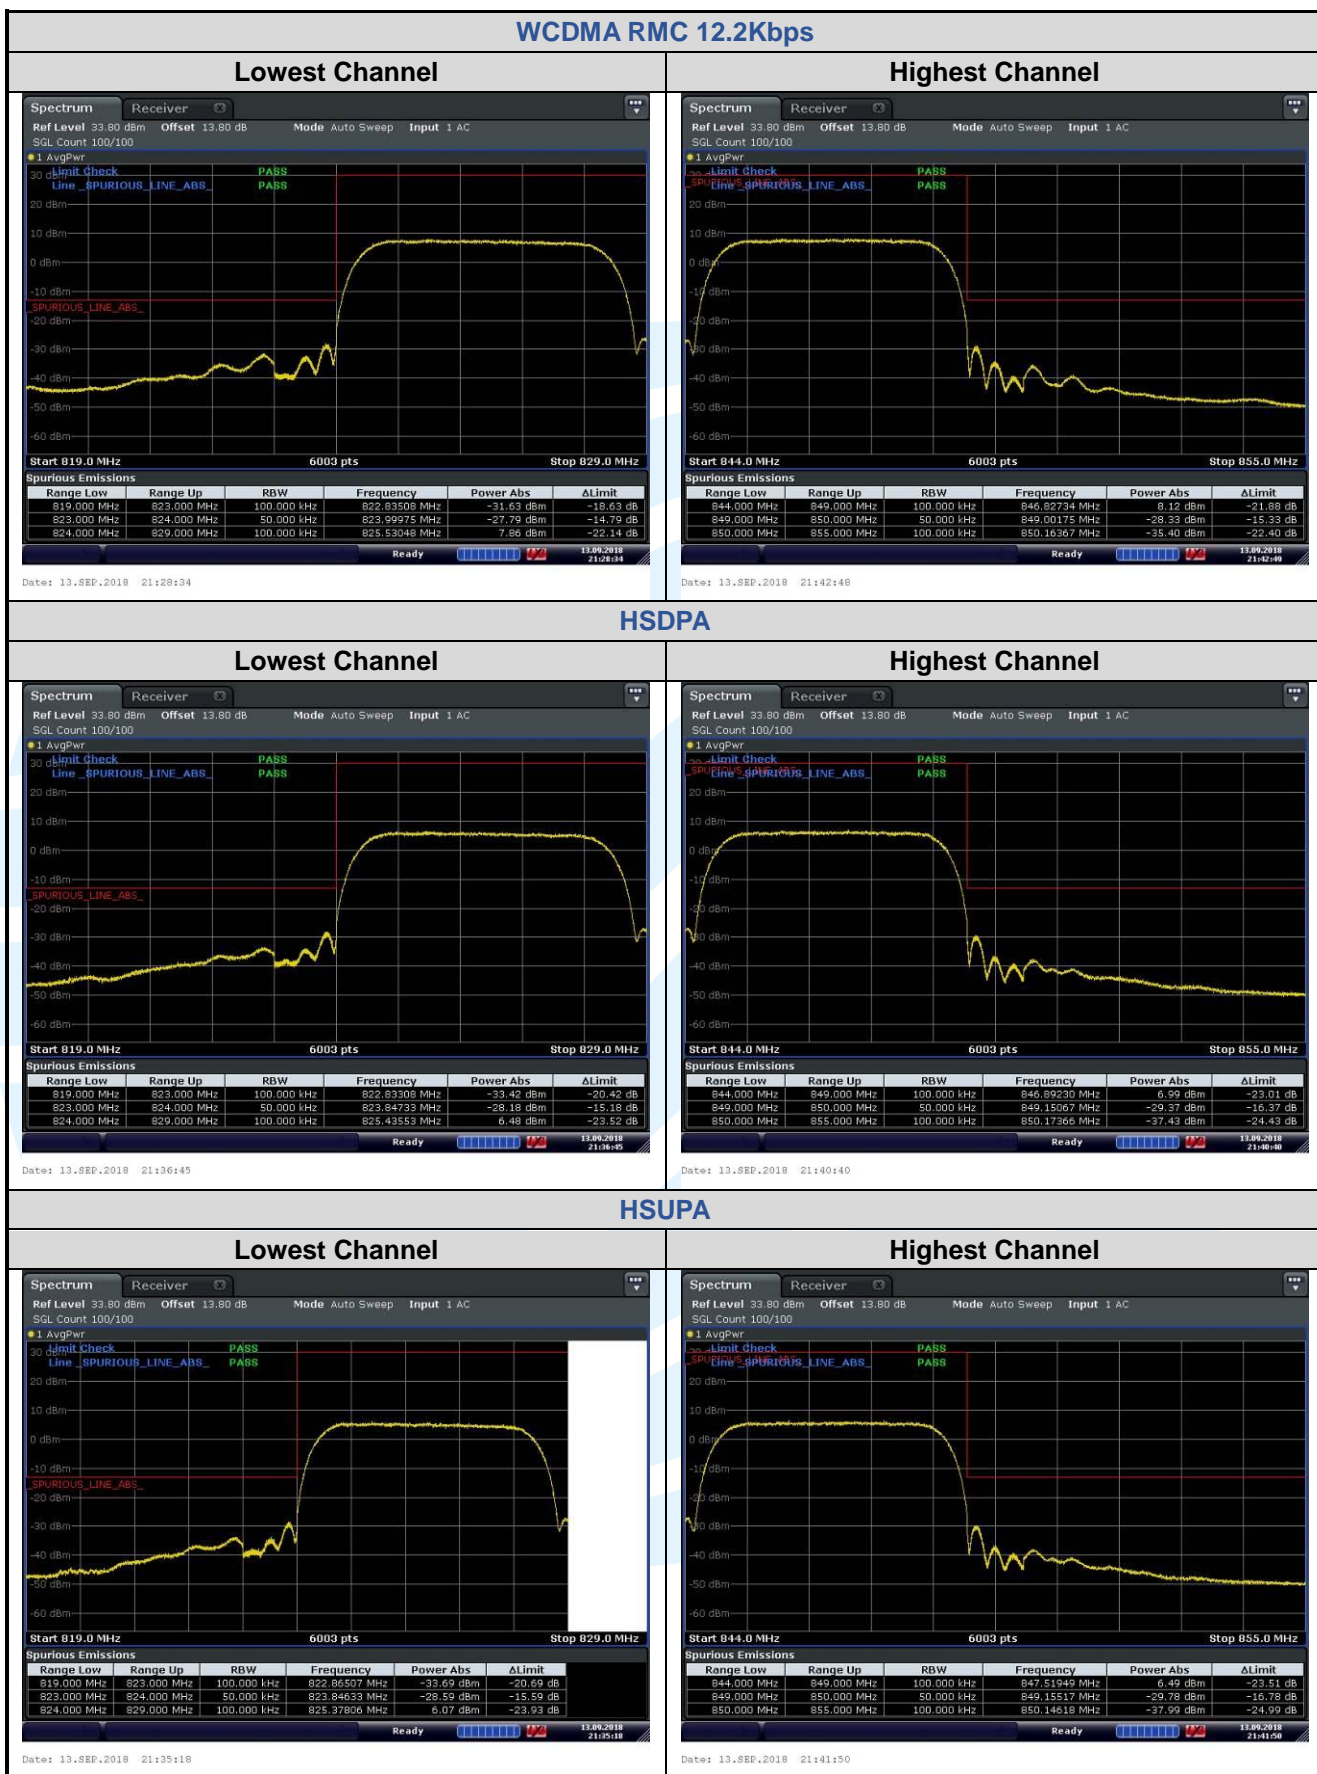 WCDMA RMC 12.2Kbps
Lowest Channel
Highest Channel
Spectrum Receiver
Ref Level 33.80 dBm Offset 13.80 dB Mode Auto Sweep Input 1 AC
SGL Count 100/100
1 AvgPwr
30 dBm Limit Check PASS
Line _SPURIOUS_LINE_ABS_ PASS
20 dBm
10 dBm
0 dBm
-10 dBm
_SPURIOUS_LINE_ABS_
-20 dBm
-30 dBm
-40 dBm
-50 dBm
-60 dBm
Start 819.0 MHz 6003 pts Stop 829.0 MHz
Spurious Emissions
Range Low Range Up RBW Frequency Power Abs ΔLimit
819.000 MHz 823.000 MHz 100.000 kHz 822.83508 MHz -31.63 dBm -18.63 dB
823.000 MHz 824.000 MHz 50.000 kHz 823.99975 MHz -27.79 dBm -14.79 dB
824.000 MHz 829.000 MHz 100.000 kHz 825.53048 MHz 7.86 dBm -22.14 dB
Ready 13.09.2018
21:28:34
Date: 13.SEP.2018 21:28:34
Spectrum Receiver
Ref Level 33.80 dBm Offset 13.80 dB Mode Auto Sweep Input 1 AC
SGL Count 100/100
1 AvgPwr
Limit Check PASS
Line _SPURIOUS_LINE_ABS_ PASS
20 dBm
10 dBm
0 dBm
-10 dBm
-20 dBm
-30 dBm
-40 dBm
-50 dBm
-60 dBm
Start 844.0 MHz 6003 pts Stop 855.0 MHz
Spurious Emissions
Range Low Range Up RBW Frequency Power Abs ΔLimit
844.000 MHz 849.000 MHz 100.000 kHz 846.82734 MHz 8.12 dBm -21.88 dB
849.000 MHz 850.000 MHz 50.000 kHz 849.00175 MHz -28.33 dBm -15.33 dB
850.000 MHz 855.000 MHz 100.000 kHz 850.16367 MHz -35.40 dBm -22.40 dB
Ready 13.09.2018
21:42:49
Date: 13.SEP.2018 21:42:48
HSDPA
Lowest Channel
Highest Channel
Spectrum Receiver
Ref Level 33.80 dBm Offset 13.80 dB Mode Auto Sweep Input 1 AC
SGL Count 100/100
1 AvgPwr
30 dBm Limit Check PASS
Line _SPURIOUS_LINE_ABS_ PASS
20 dBm
10 dBm
0 dBm
-10 dBm
_SPURIOUS_LINE_ABS_
-20 dBm
-30 dBm
-40 dBm
-50 dBm
-60 dBm
Start 819.0 MHz 6003 pts Stop 829.0 MHz
Spurious Emissions
Range Low Range Up RBW Frequency Power Abs ΔLimit
819.000 MHz 823.000 MHz 100.000 kHz 822.83308 MHz -33.42 dBm -20.42 dB
823.000 MHz 824.000 MHz 50.000 kHz 823.84733 MHz -28.18 dBm -15.18 dB
824.000 MHz 829.000 MHz 100.000 kHz 825.43553 MHz 6.48 dBm -23.52 dB
Ready 13.09.2018
21:36:45
Date: 13.SEP.2018 21:36:45
Spectrum Receiver
Ref Level 33.80 dBm Offset 13.80 dB Mode Auto Sweep Input 1 AC
SGL Count 100/100
1 AvgPwr
Limit Check PASS
Line _SPURIOUS_LINE_ABS_ PASS
20 dBm
10 dBm
0 dBm
-10 dBm
-20 dBm
-30 dBm
-40 dBm
-50 dBm
-60 dBm
Start 844.0 MHz 6003 pts Stop 855.0 MHz
Spurious Emissions
Range Low Range Up RBW Frequency Power Abs ΔLimit
844.000 MHz 849.000 MHz 100.000 kHz 846.89230 MHz 6.99 dBm -23.01 dB
849.000 MHz 850.000 MHz 50.000 kHz 849.15067 MHz -29.37 dBm -16.37 dB
850.000 MHz 855.000 MHz 100.000 kHz 850.17366 MHz -37.43 dBm -24.43 dB
Ready 13.09.2018
21:40:40
Date: 13.SEP.2018 21:40:40
HSUPA
Lowest Channel
Highest Channel
Spectrum Receiver
Ref Level 33.80 dBm Offset 13.80 dB Mode Auto Sweep Input 1 AC
SGL Count 100/100
1 AvgPwr
30 dBm Limit Check PASS
Line _SPURIOUS_LINE_ABS_ PASS
20 dBm
10 dBm
0 dBm
-10 dBm
_SPURIOUS_LINE_ABS_
-20 dBm
-30 dBm
-40 dBm
-50 dBm
-60 dBm
Start 819.0 MHz 6003 pts Stop 829.0 MHz
Spurious Emissions
Range Low Range Up RBW Frequency Power Abs ΔLimit
819.000 MHz 823.000 MHz 100.000 kHz 822.86507 MHz -33.69 dBm -20.69 dB
823.000 MHz 824.000 MHz 50.000 kHz 823.84633 MHz -28.59 dBm -15.59 dB
824.000 MHz 829.000 MHz 100.000 kHz 825.37806 MHz 6.07 dBm -23.93 dB
Ready 13.09.2018
21:35:18
Date: 13.SEP.2018 21:35:18
Spectrum Receiver
Ref Level 33.80 dBm Offset 13.80 dB Mode Auto Sweep Input 1 AC
SGL Count 100/100
1 AvgPwr
Limit Check PASS
Line _SPURIOUS_LINE_ABS_ PASS
20 dBm
10 dBm
0 dBm
-10 dBm
-20 dBm
-30 dBm
-40 dBm
-50 dBm
-60 dBm
Start 844.0 MHz 6003 pts Stop 855.0 MHz
Spurious Emissions
Range Low Range Up RBW Frequency Power Abs ΔLimit
844.000 MHz 849.000 MHz 100.000 kHz 847.51949 MHz 6.49 dBm -23.51 dB
849.000 MHz 850.000 MHz 50.000 kHz 849.15517 MHz -29.78 dBm -16.78 dB
850.000 MHz 855.000 MHz 100.000 kHz 850.14618 MHz -37.99 dBm -24.99 dB
Ready 13.09.2018
21:41:50
Date: 13.SEP.2018 21:41:50